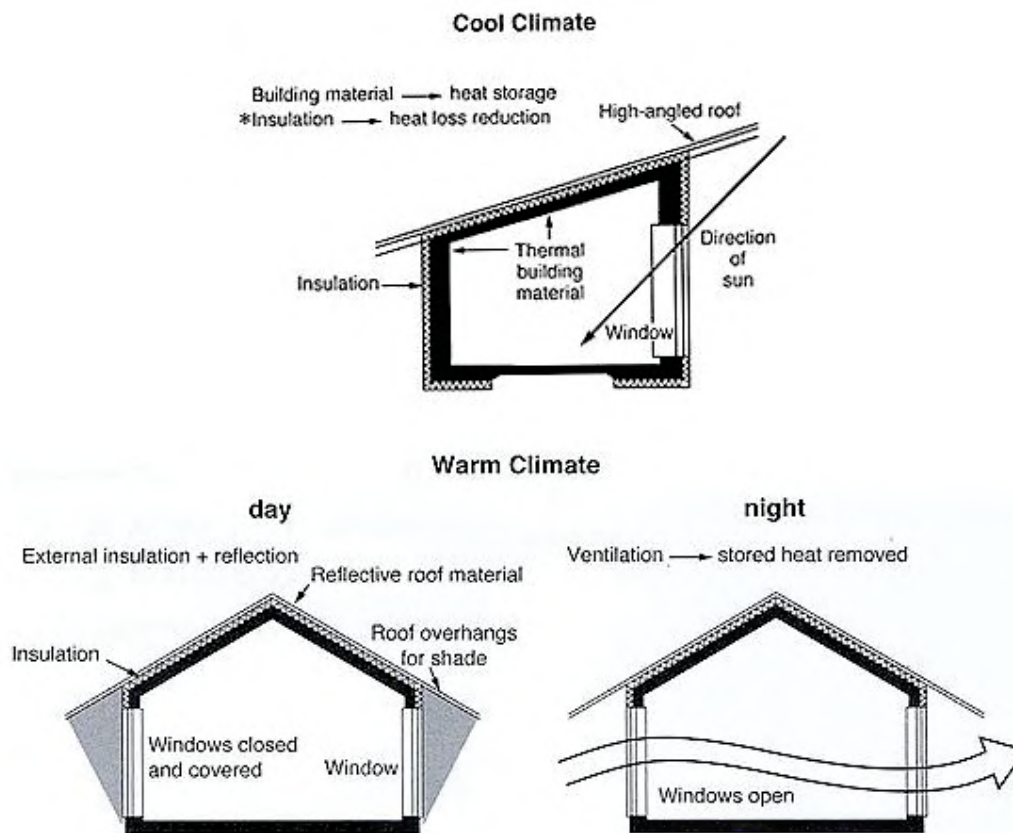 Cool Climate
Building material → heat storage
*Insulation → heat loss reduction
High-angled roof
Thermal
building
material
Direction
of
sun
Insulation
Window
Warm Climate
day
External insulation + reflection
Reflective roof material
Roof overhangs
for shade
Insulation
Windows closed
and covered
Window
night
Ventilation → stored heat removed
Windows open